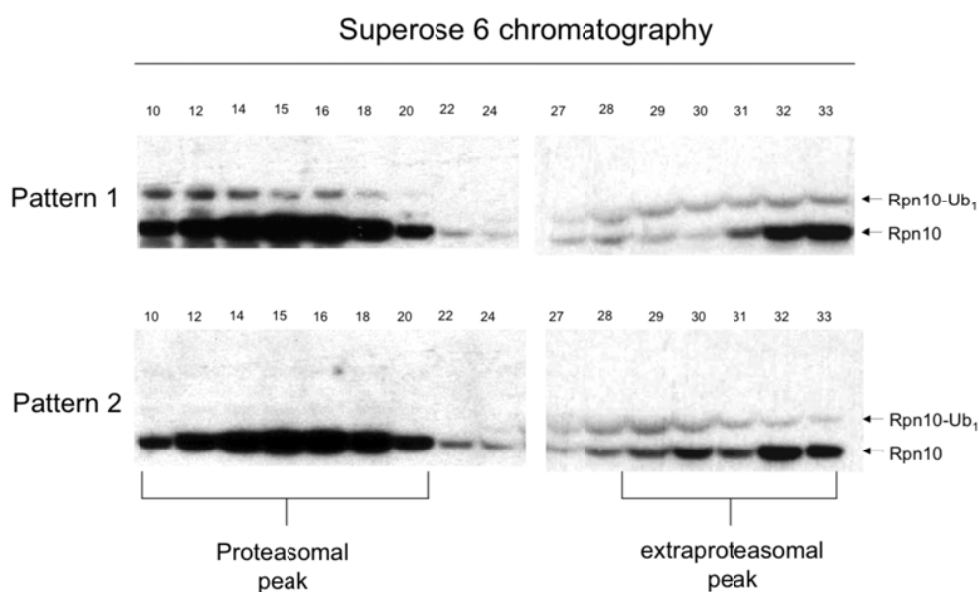 Superose 6 chromatography
10 12 14 15 16 18 20 22 24 27 28 29 30 31 32 33
Pattern 1
Rpn10-Ub1
Rpn10
10 12 14 15 16 18 20 22 24 27 28 29 30 31 32 33
Pattern 2
Rpn10-Ub1
Rpn10
Proteasomal
peak
extraproteasomal
peak